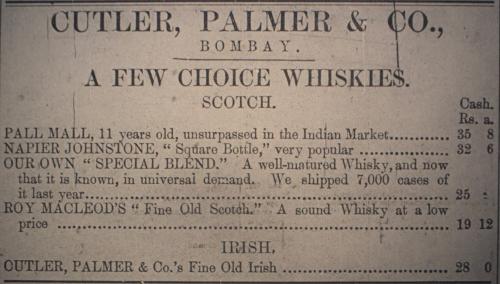 CUTLER, PALMER & CO.,
BOMBAY.
A FEW CHOICE WHISKIES.
SCOTCH.
Cash.
Rs. a.
PALL MALL, 11 years old, unsurpassed in the Indian Market............ 35 8
NAPIER JOHNSTONE, "Square Bottle," very popular .................... 32 6
OUR OWN "SPECIAL BLEND." A well-matured Whisky, and now
that it is known, in universal demand. We shipped 7,000 cases of
it last year.................................................................. 25
ROY MACLEOD'S "Fine Old Scotch." A sound Whisky at a low
price .......................................................................... 19 12
IRISH.
CUTLER, PALMER & Co.'s Fine Old Irish ................................ 28 0